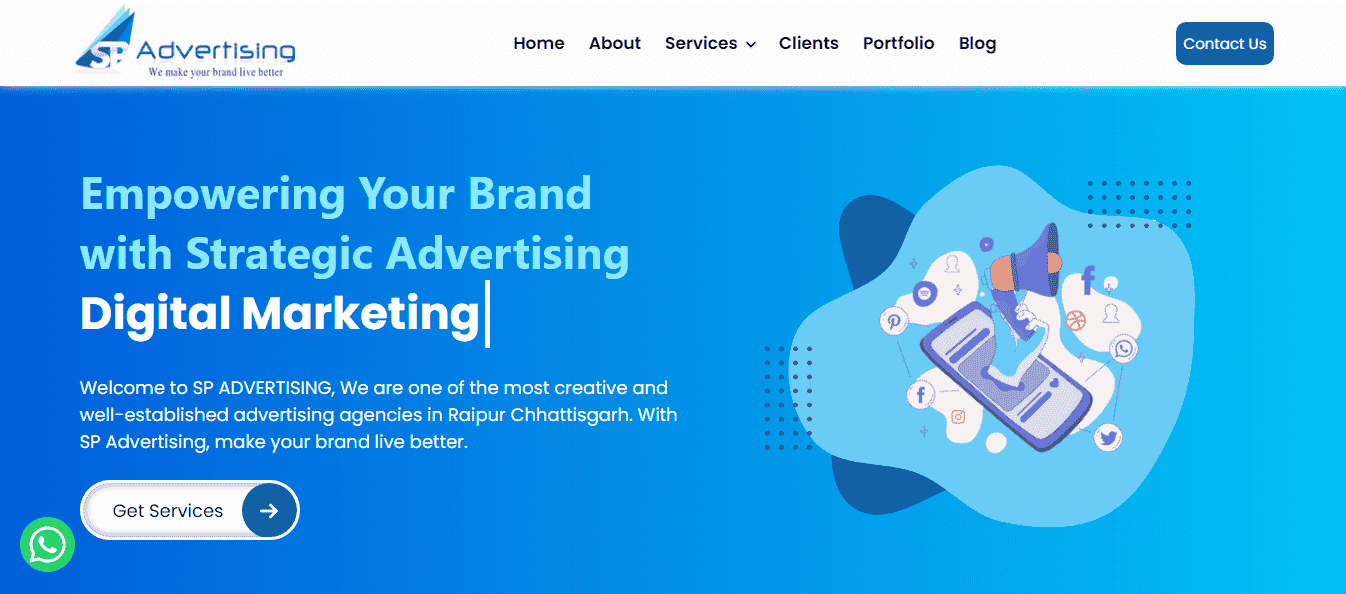 SP Advertising
We make your brand live better
Home About Services Clients Portfolio Blog
Contact Us
Empowering Your Brand
with Strategic Advertising
Digital Marketing
Welcome to SP ADVERTISING, We are one of the most creative and
well-established advertising agencies in Raipur Chhattisgarh. With
SP Advertising, make your brand live better.
Get Services